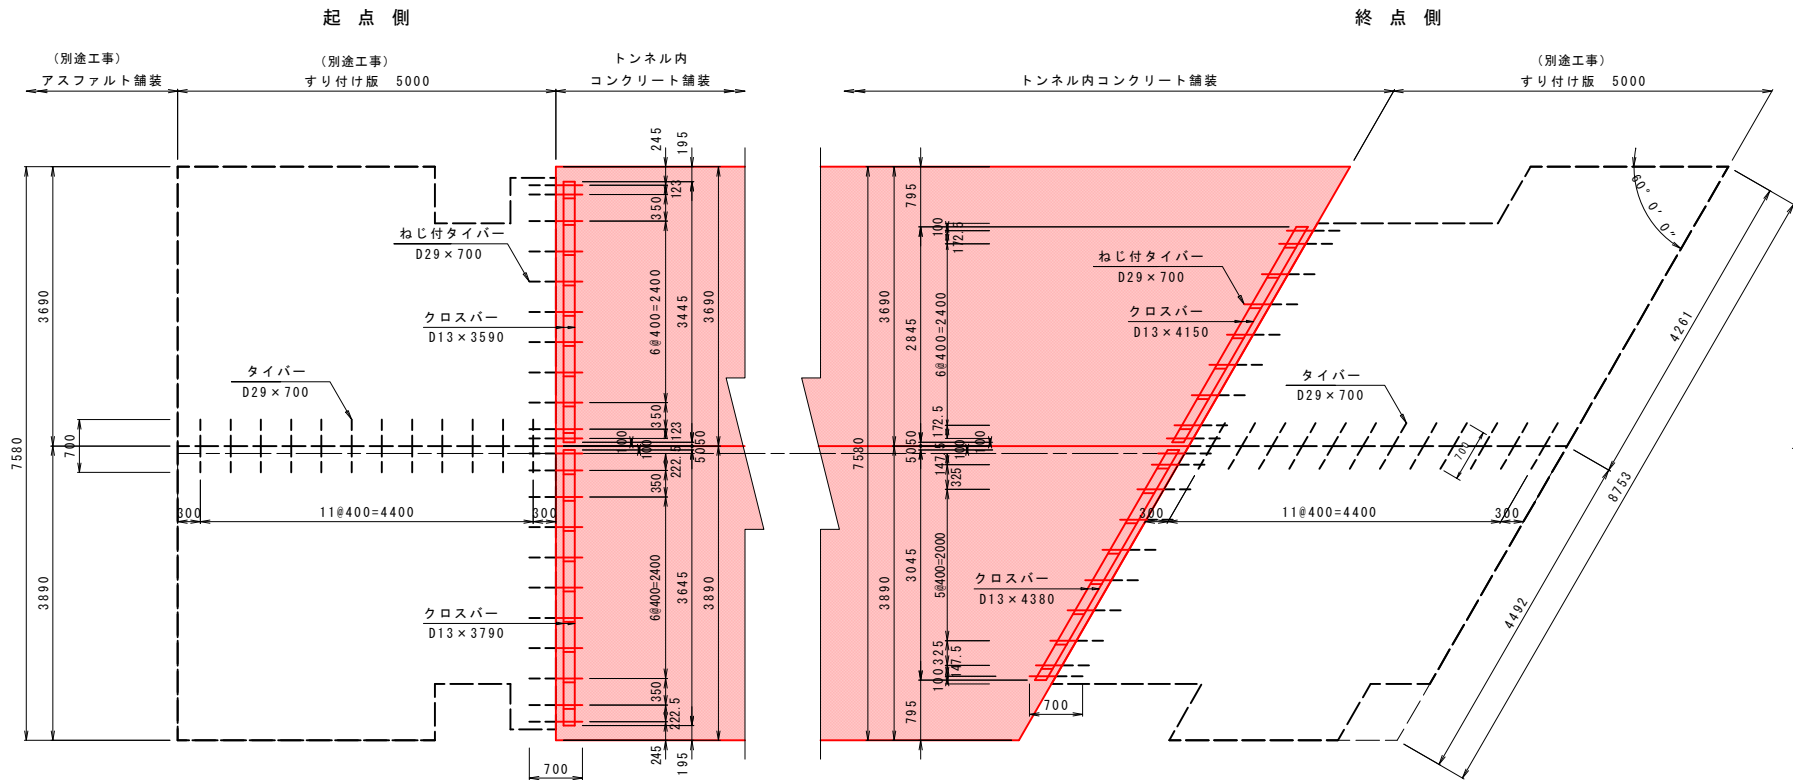 起点側
終点側
(別途工事)
アスファルト舗装
(別途工事)
すり付け版 5000
トンネル内
コンクリート舗装
トンネル内コンクリート舗装
(別途工事)
すり付け版 5000
245
195
123
350
6@400=2400
3445
3690
350
123
100
100
50
50
222.5
350
6@400=2400
3645
3890
350
222.5
245
195
700
3690
7580
3890
700
ねじ付タイバー
D29×700
クロスバー
D13×3590
タイバー
D29×700
300
11@400=4400
300
クロスバー
D13×3790
3690
7580
3890
795
2845
50
50
3045
795
100
172.5
6@400=2400
172.5
100
100
147.5
325
5@400=2000
325
147.5
100
700
ねじ付タイバー
D29×700
クロスバー
D13×4150
タイバー
D29×700
700
300
11@400=4400
300
クロスバー
D13×4380
60°0′0″
4261
8753
4492